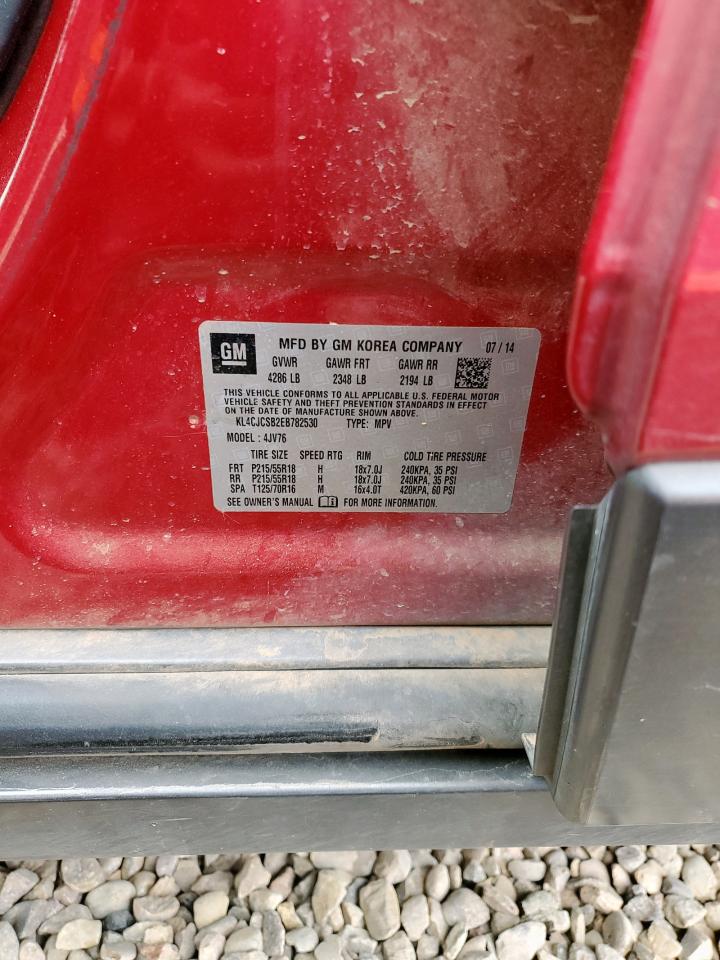 GM MFD BY GM KOREA COMPANY 07 / 14
GVWR GAWR FRT GAWR RR
4286 LB 2348 LB 2194 LB
THIS VEHICLE CONFORMS TO ALL APPLICABLE U.S. FEDERAL MOTOR
VEHICLE SAFETY AND THEFT PREVENTION STANDARDS IN EFFECT
ON THE DATE OF MANUFACTURE SHOWN ABOVE.
KL4CJCSB2EB782530 TYPE: MPV
MODEL : 4JV76
TIRE SIZE SPEED RTG RIM COLD TIRE PRESSURE
FRT P215/55R18 H 18x7.0J 240KPA, 35 PSI
RR P215/55R18 H 18x7.0J 240KPA, 35 PSI
SPA T125/70R16 M 16x4.0T 420KPA, 60 PSI
SEE OWNER'S MANUAL FOR MORE INFORMATION.